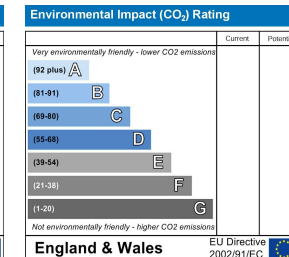 Environmental Impact (CO₂) Rating
Current Potenti
Very environmentally friendly - lower CO2 emissions
(92 plus) A
(81-91) B
(69-80) C
(55-68) D
(39-54) E
(21-38) F
(1-20) G
Not environmentally friendly - higher CO2 emissions
England & Wales
EU Directive
2002/91/EC